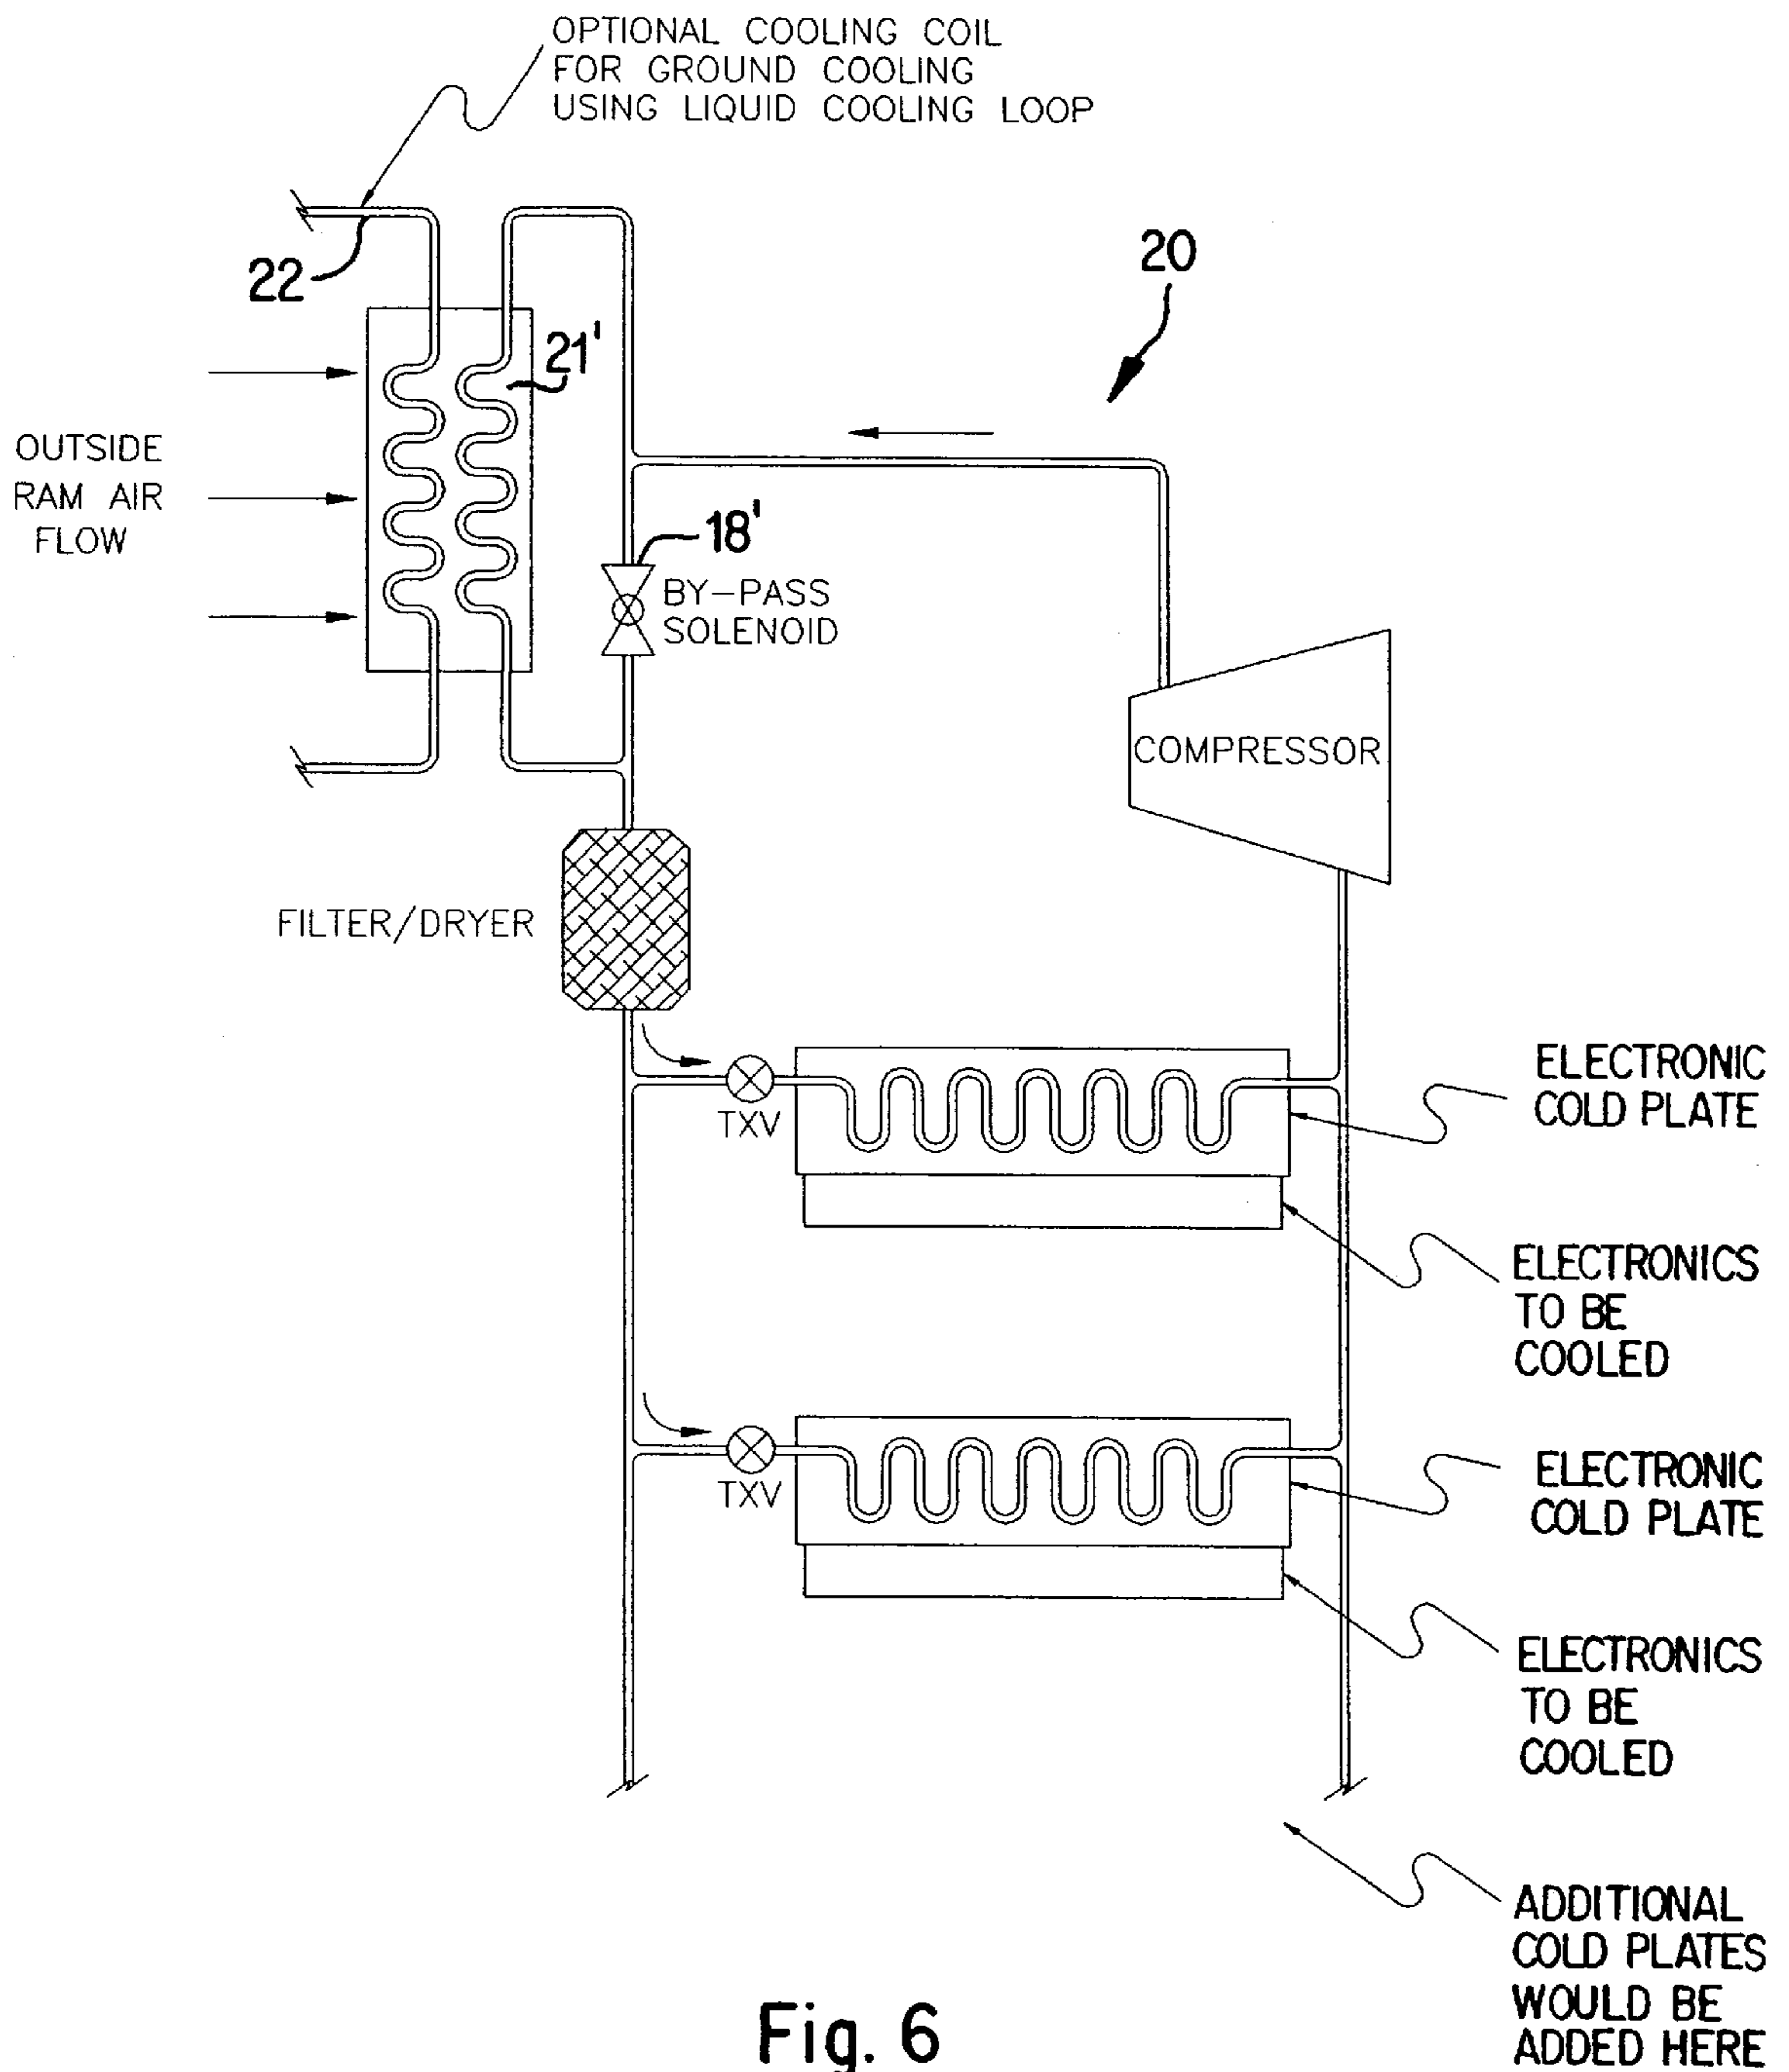 OPTIONAL COOLING COIL
FOR GROUND COOLING
USING LIQUID COOLING LOOP
22
20
21'
OUTSIDE
RAM AIR
FLOW
18'
BY-PASS
SOLENOID
COMPRESSOR
FILTER/DRYER
TXV
ELECTRONIC
COLD PLATE
ELECTRONICS
TO BE
COOLED
TXV
ELECTRONIC
COLD PLATE
ELECTRONICS
TO BE
COOLED
ADDITIONAL
COLD PLATES
WOULD BE
ADDED HERE
Fig. 6